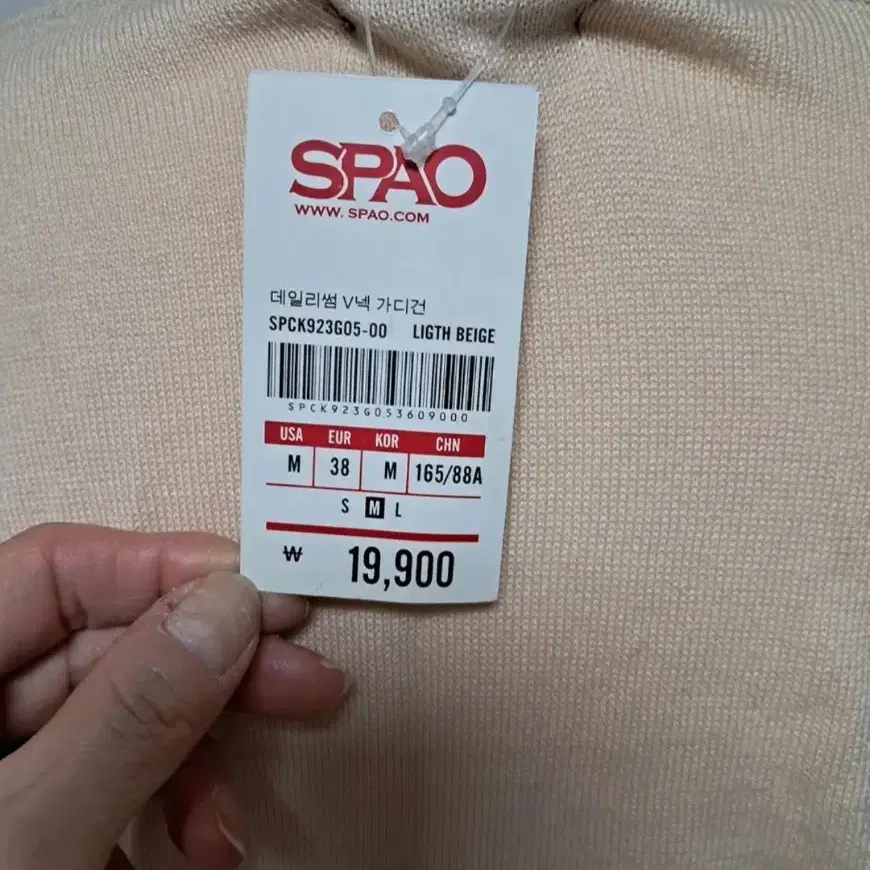 SPAO
WWW. SPAO.COM
데일리썸 V넥 가디건
SPCK923G05-00 LIGTH BEIGE
SPCK923G053609000
USA EUR KOR CHN
M 38 M 165/88A
S M L
₩ 19,900